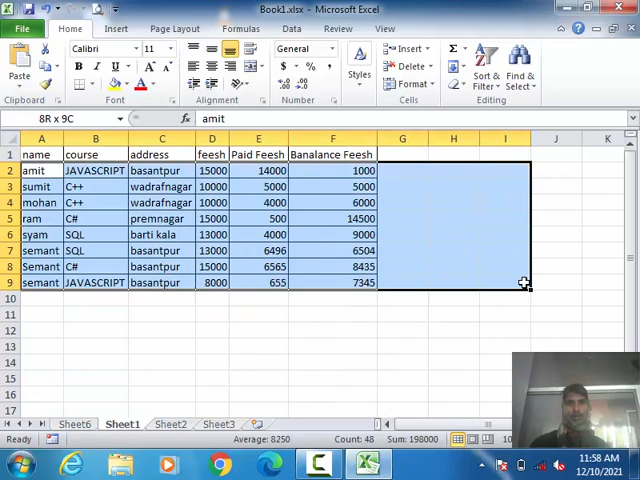 Book1.xlsx - Microsoft Excel
File Home Insert Page Layout Formulas Data Review View
Paste
Calibri 11
B I U
General
Styles
Insert
Delete
Format
Sort & Filter
Find & Select
Clipboard Font Alignment Number Cells Editing
8R x 9C fx amit
A B C D E F G H I J K
1 name course address feesh Paid Feesh Banalance Feesh
2 amit JAVASCRIPT basantpur 15000 14000 1000
3 sumit C++ wadrafnagar 10000 5000 5000
4 mohan C++ wadrafnagar 10000 4000 6000
5 ram C# premnagar 15000 500 14500
6 syam SQL barti kala 13000 4000 9000
7 semant SQL basantpur 13000 6496 6504
8 Semant C# basantpur 15000 6565 8435
9 semant JAVASCRIPT basantpur 8000 655 7345
10
11
12
13
14
15
16
17
Sheet6 Sheet1 Sheet2 Sheet3
Ready Average: 8250 Count: 48 Sum: 198000
11:58 AM
12/10/2021